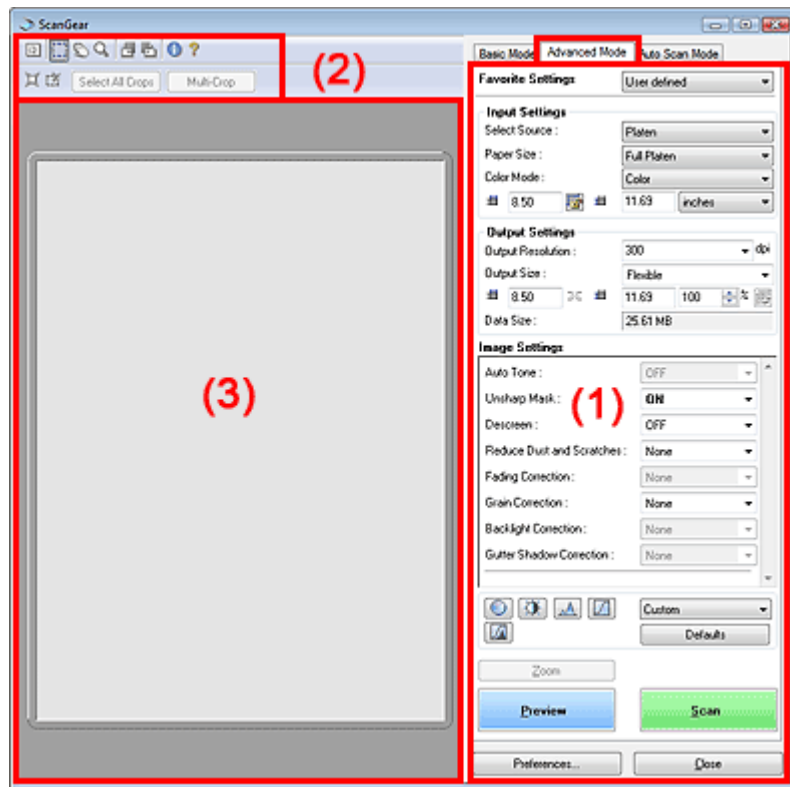 ScanGear
(2)
Select All Crops Multi-Crop
Basic Mode Advanced Mode Auto Scan Mode
Favorite Settings User defined
Input Settings
Select Source : Platen
Paper Size : Full Platen
Color Mode : Color
8.50 11.69 inches
Output Settings
Output Resolution : 300 dpi
Output Size : Flexible
8.50 11.69 100 %
Data Size : 25.61 MB
Image Settings
Auto Tone : OFF
Unsharp Mask : ON
(1)
Descreen : OFF
Reduce Dust and Scratches : None
Fading Correction : None
Grain Correction : None
Backlight Correction : None
Gutter Shadow Correction : None
Custom
Defaults
Zoom
Preview Scan
Preferences... Close
(3)